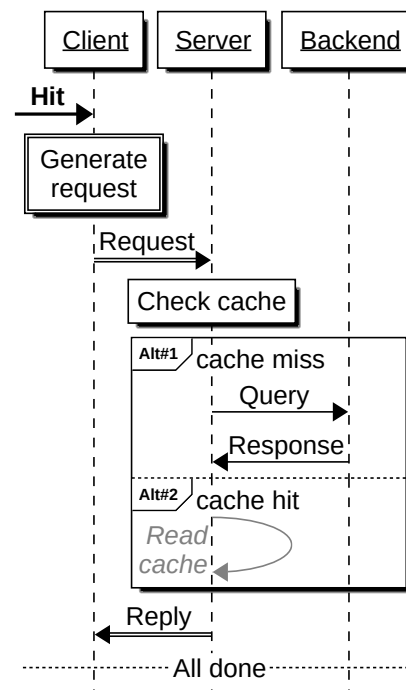 Client Server Backend
Hit
Generate
request
Request
Check cache
Alt#1 cache miss
Query
Response
Alt#2 cache hit
Read
cache
Reply
All done